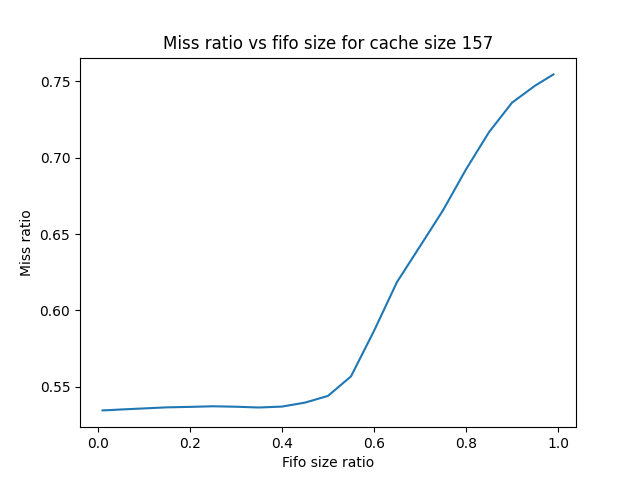 Miss ratio vs fifo size for cache size 157
Miss ratio
0.75
0.70
0.65
0.60
0.55
0.0 0.2 0.4 0.6 0.8 1.0
Fifo size ratio